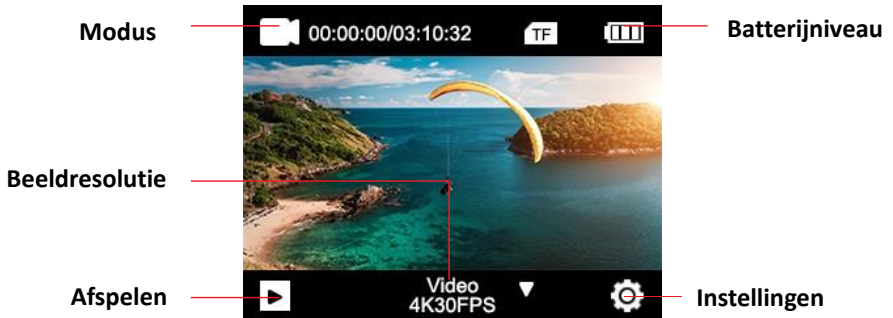 Modus
00:00:00/03:10:32
TF
Batterijniveau
Beeldresolutie
Afspelen
Video
4K30FPS
Instellingen